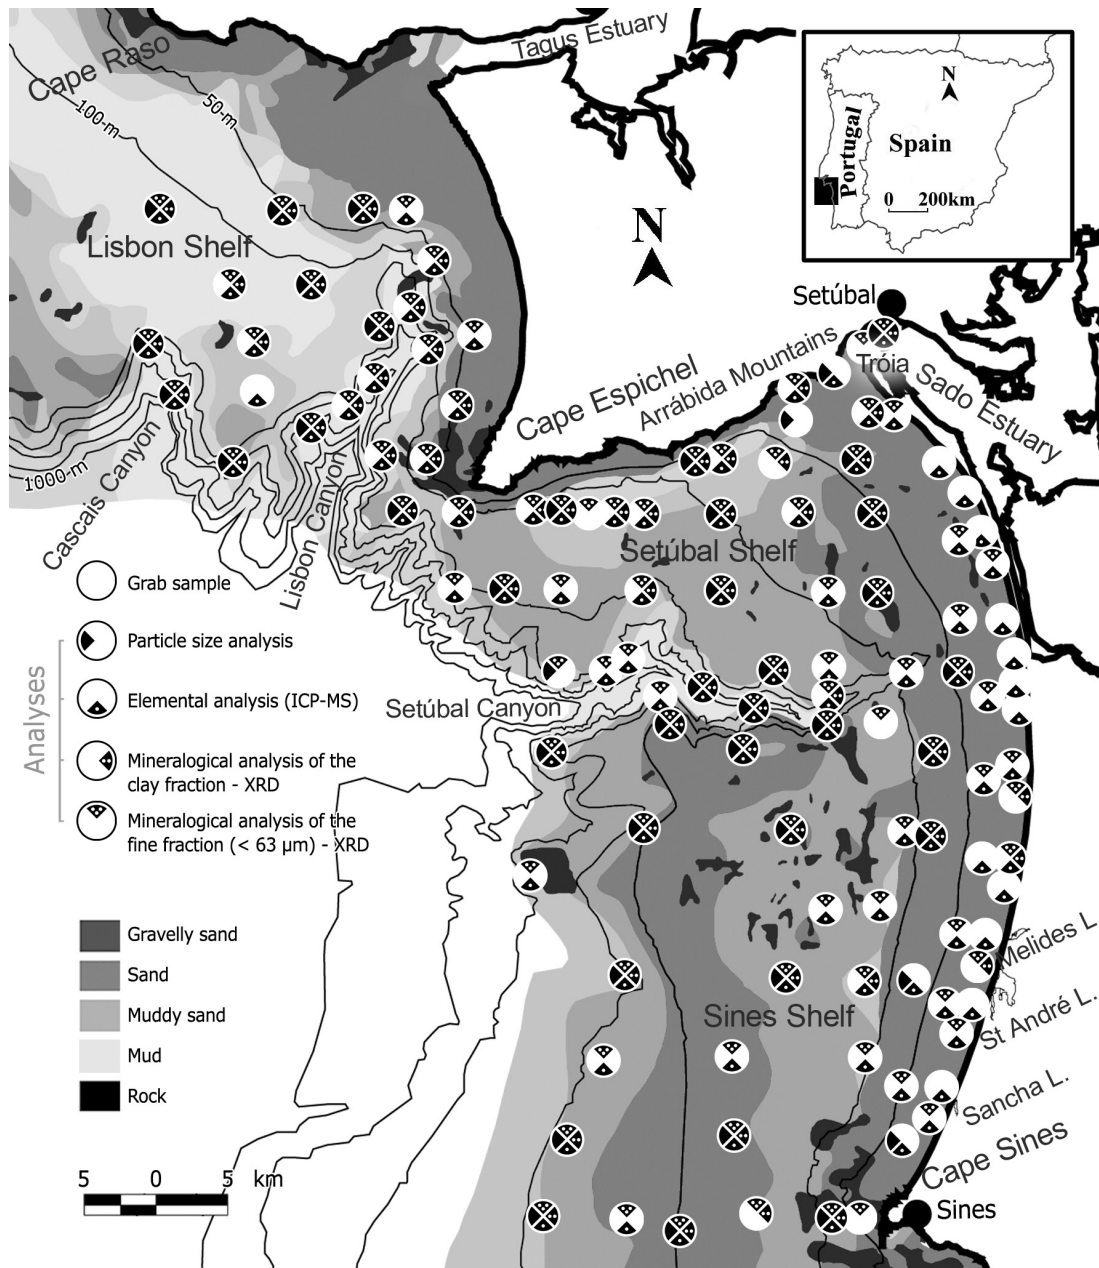 Cape Raso
Tagus Estuary
50-m
100-m
N
Portugal
Spain
0 200km
Lisbon Shelf
N
Setúbal
Tróia
Sado Estuary
Arrábida Mountains
Cape Espichel
1000-m
Cascais Canyon
Lisbon Canyon
Setúbal Shelf
Grab sample
Particle size analysis
Elemental analysis (ICP-MS)
Mineralogical analysis of the
clay fraction - XRD
Mineralogical analysis of the
fine fraction (< 63 µm) - XRD
Analyses
Setúbal Canyon
Gravelly sand
Sand
Muddy sand
Mud
Rock
Melides L.
St André L.
Sines Shelf
Sancha L.
Cape Sines
Sines
5 0 5 km